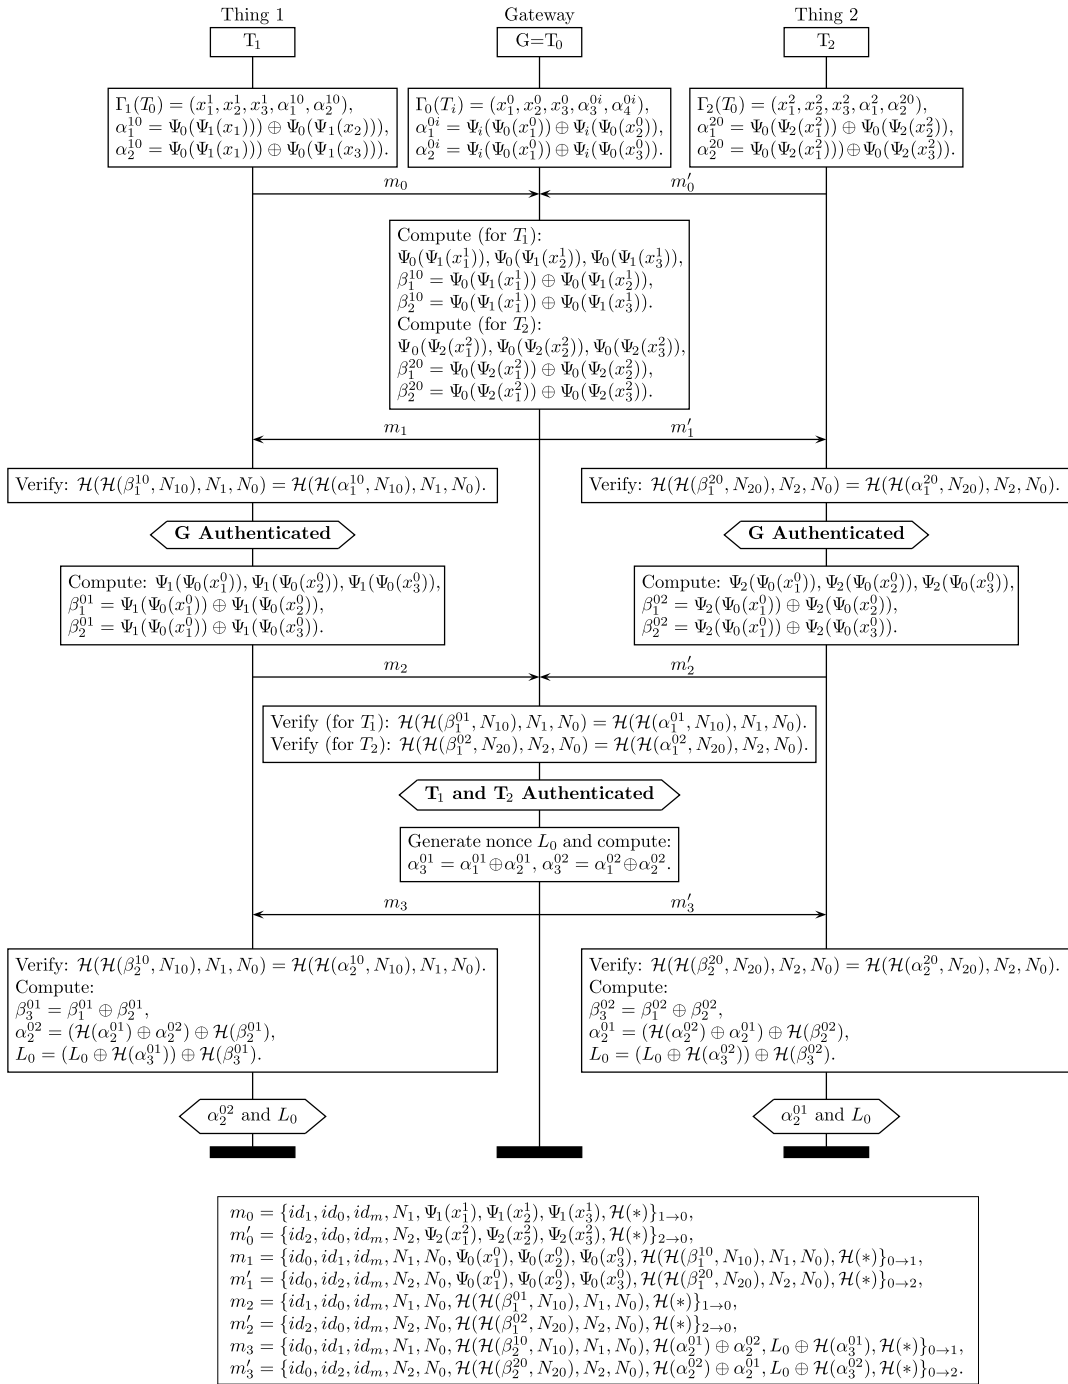 Thing 1 Gateway Thing 2
T₁ G=T₀ T₂
Γ₁(T₀) = (x₁¹, x₂¹, x₃¹, α₁¹⁰, α₂¹⁰),
α₁¹⁰ = Ψ₀(Ψ₁(x₁))) ⊕ Ψ₀(Ψ₁(x₂))),
α₂¹⁰ = Ψ₀(Ψ₁(x₁))) ⊕ Ψ₀(Ψ₁(x₃))).
Γ₀(Tᵢ) = (x₁⁰, x₂⁰, x₃⁰, α₃⁰ⁱ, α₄⁰ⁱ),
α₁⁰ⁱ = Ψᵢ(Ψ₀(x₁⁰)) ⊕ Ψᵢ(Ψ₀(x₂⁰)),
α₂⁰ⁱ = Ψᵢ(Ψ₀(x₁⁰)) ⊕ Ψᵢ(Ψ₀(x₃⁰)).
Γ₂(T₀) = (x₁², x₂², x₃², α₁², α₂²⁰),
α₁²⁰ = Ψ₀(Ψ₂(x₁²)) ⊕ Ψ₀(Ψ₂(x₂²)),
α₂²⁰ = Ψ₀(Ψ₂(x₁²)))⊕Ψ₀(Ψ₂(x₃²).
m₀ m₀′
Compute (for T₁):
Ψ₀(Ψ₁(x₁¹)), Ψ₀(Ψ₁(x₂¹)), Ψ₀(Ψ₁(x₃¹)),
β₁¹⁰ = Ψ₀(Ψ₁(x₁¹)) ⊕ Ψ₀(Ψ₁(x₂¹)),
β₂¹⁰ = Ψ₀(Ψ₁(x₁¹)) ⊕ Ψ₀(Ψ₁(x₃¹)).
Compute (for T₂):
Ψ₀(Ψ₂(x₁²)), Ψ₀(Ψ₂(x₂²)), Ψ₀(Ψ₂(x₃²)),
β₁²⁰ = Ψ₀(Ψ₂(x₁²)) ⊕ Ψ₀(Ψ₂(x₂²)),
β₂²⁰ = Ψ₀(Ψ₂(x₁²)) ⊕ Ψ₀(Ψ₂(x₃²)).
m₁ m₁′
Verify: ℋ(ℋ(β₁¹⁰, N₁₀), N₁, N₀) = ℋ(ℋ(α₁¹⁰, N₁₀), N₁, N₀).
Verify: ℋ(ℋ(β₁²⁰, N₂₀), N₂, N₀) = ℋ(ℋ(α₁²⁰, N₂₀), N₂, N₀).
G Authenticated
G Authenticated
Compute: Ψ₁(Ψ₀(x₁⁰)), Ψ₁(Ψ₀(x₂⁰)), Ψ₁(Ψ₀(x₃⁰)),
β₁⁰¹ = Ψ₁(Ψ₀(x₁⁰)) ⊕ Ψ₁(Ψ₀(x₂⁰)),
β₂⁰¹ = Ψ₁(Ψ₀(x₁⁰)) ⊕ Ψ₁(Ψ₀(x₃⁰)).
Compute: Ψ₂(Ψ₀(x₁⁰)), Ψ₂(Ψ₀(x₂⁰)), Ψ₂(Ψ₀(x₃⁰)),
β₁⁰² = Ψ₂(Ψ₀(x₁⁰)) ⊕ Ψ₂(Ψ₀(x₂⁰)),
β₂⁰² = Ψ₂(Ψ₀(x₁⁰)) ⊕ Ψ₂(Ψ₀(x₃⁰)).
m₂ m₂′
Verify (for T₁): ℋ(ℋ(β₁⁰¹, N₁₀), N₁, N₀) = ℋ(ℋ(α₁⁰¹, N₁₀), N₁, N₀).
Verify (for T₂): ℋ(ℋ(β₁⁰², N₂₀), N₂, N₀) = ℋ(ℋ(α₁⁰², N₂₀), N₂, N₀).
T₁ and T₂ Authenticated
Generate nonce L₀ and compute:
α₃⁰¹ = α₁⁰¹⊕α₂⁰¹, α₃⁰² = α₁⁰²⊕α₂⁰².
m₃ m₃′
Verify: ℋ(ℋ(β₂¹⁰, N₁₀), N₁, N₀) = ℋ(ℋ(α₂¹⁰, N₁₀), N₁, N₀).
Compute:
β₃⁰¹ = β₁⁰¹ ⊕ β₂⁰¹,
α₂⁰² = (ℋ(α₂⁰¹) ⊕ α₂⁰²) ⊕ ℋ(β₂⁰¹),
L₀ = (L₀ ⊕ ℋ(α₃⁰¹)) ⊕ ℋ(β₃⁰¹).
Verify: ℋ(ℋ(β₂²⁰, N₂₀), N₂, N₀) = ℋ(ℋ(α₂²⁰, N₂₀), N₂, N₀).
Compute:
β₃⁰² = β₁⁰² ⊕ β₂⁰²,
α₂⁰¹ = (ℋ(α₂⁰²) ⊕ α₂⁰¹) ⊕ ℋ(β₂⁰²),
L₀ = (L₀ ⊕ ℋ(α₃⁰²)) ⊕ ℋ(β₃⁰²).
α₂⁰² and L₀
α₂⁰¹ and L₀
m₀ = {id₁, id₀, idₘ, N₁, Ψ₁(x₁¹), Ψ₁(x₂¹), Ψ₁(x₃¹), ℋ(∗)}₁→₀,
m₀′ = {id₂, id₀, idₘ, N₂, Ψ₂(x₁²), Ψ₂(x₂²), Ψ₂(x₃²), ℋ(∗)}₂→₀,
m₁ = {id₀, id₁, idₘ, N₁, N₀, Ψ₀(x₁⁰), Ψ₀(x₂⁰), Ψ₀(x₃⁰), ℋ(ℋ(β₁¹⁰, N₁₀), N₁, N₀), ℋ(∗)}₀→₁,
m₁′ = {id₀, id₂, idₘ, N₂, N₀, Ψ₀(x₁⁰), Ψ₀(x₂⁰), Ψ₀(x₃⁰), ℋ(ℋ(β₁²⁰, N₂₀), N₂, N₀), ℋ(∗)}₀→₂,
m₂ = {id₁, id₀, idₘ, N₁, N₀, ℋ(ℋ(β₁⁰¹, N₁₀), N₁, N₀), ℋ(∗)}₁→₀,
m₂′ = {id₂, id₀, idₘ, N₂, N₀, ℋ(ℋ(β₁⁰², N₂₀), N₂, N₀), ℋ(∗)}₂→₀,
m₃ = {id₀, id₁, idₘ, N₁, N₀, ℋ(ℋ(β₂¹⁰, N₁₀), N₁, N₀), ℋ(α₂⁰¹) ⊕ α₂⁰², L₀ ⊕ ℋ(α₃⁰¹), ℋ(∗)}₀→₁,
m₃′ = {id₀, id₂, idₘ, N₂, N₀, ℋ(ℋ(β₂²⁰, N₂₀), N₂, N₀), ℋ(α₂⁰²) ⊕ α₂⁰¹, L₀ ⊕ ℋ(α₃⁰²), ℋ(∗)}₀→₂.